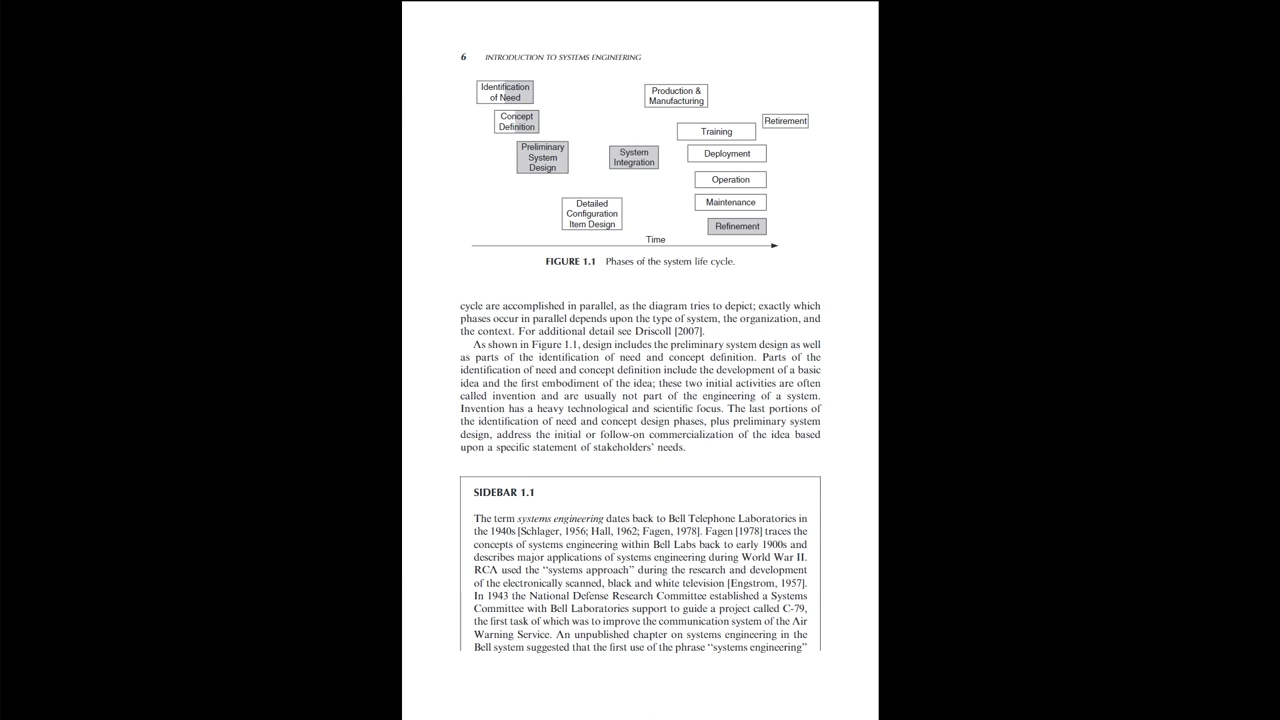 6 INTRODUCTION TO SYSTEMS ENGINEERING
Identification
of Need
Concept
Definition
Preliminary
System
Design
Detailed
Configuration
Item Design
System
Integration
Production &
Manufacturing
Training
Deployment
Operation
Maintenance
Refinement
Retirement
Time
FIGURE 1.1 Phases of the system life cycle.
cycle are accomplished in parallel, as the diagram tries to depict; exactly which
phases occur in parallel depends upon the type of system, the organization, and
the context. For additional detail see Driscoll [2007].
As shown in Figure 1.1, design includes the preliminary system design as well
as parts of the identification of need and concept definition. Parts of the
identification of need and concept definition include the development of a basic
idea and the first embodiment of the idea; these two initial activities are often
called invention and are usually not part of the engineering of a system.
Invention has a heavy technological and scientific focus. The last portions of
the identification of need and concept design phases, plus preliminary system
design, address the initial or follow-on commercialization of the idea based
upon a specific statement of stakeholders’ needs.
SIDEBAR 1.1
The term systems engineering dates back to Bell Telephone Laboratories in
the 1940s [Schlager, 1956; Hall, 1962; Fagen, 1978]. Fagen [1978] traces the
concepts of systems engineering within Bell Labs back to early 1900s and
describes major applications of systems engineering during World War II.
RCA used the “systems approach” during the research and development
of the electronically scanned, black and white television [Engstrom, 1957].
In 1943 the National Defense Research Committee established a Systems
Committee with Bell Laboratories support to guide a project called C-79,
the first task of which was to improve the communication system of the Air
Warning Service. An unpublished chapter on systems engineering in the
Bell system suggested that the first use of the phrase “systems engineering”